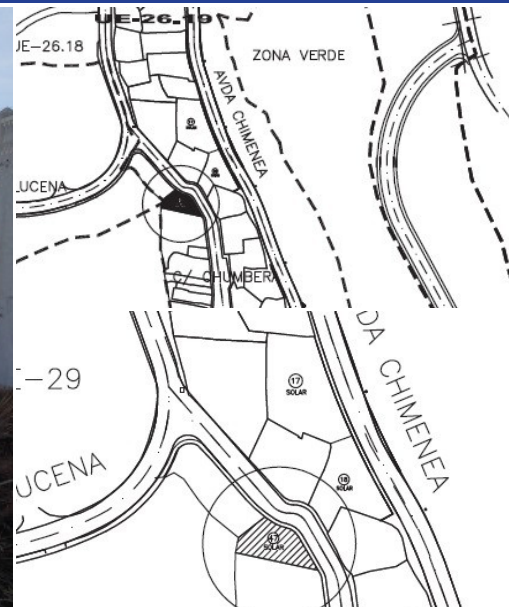 UE-26.19
UE-26.18
ZONA VERDE
AVDA CHIMENEA
LUCENA
C/ CHUMBERA
DA CHIMENEA
E-29
17
SOLAR
UCENA
18
SOLAR
47
SOLAR